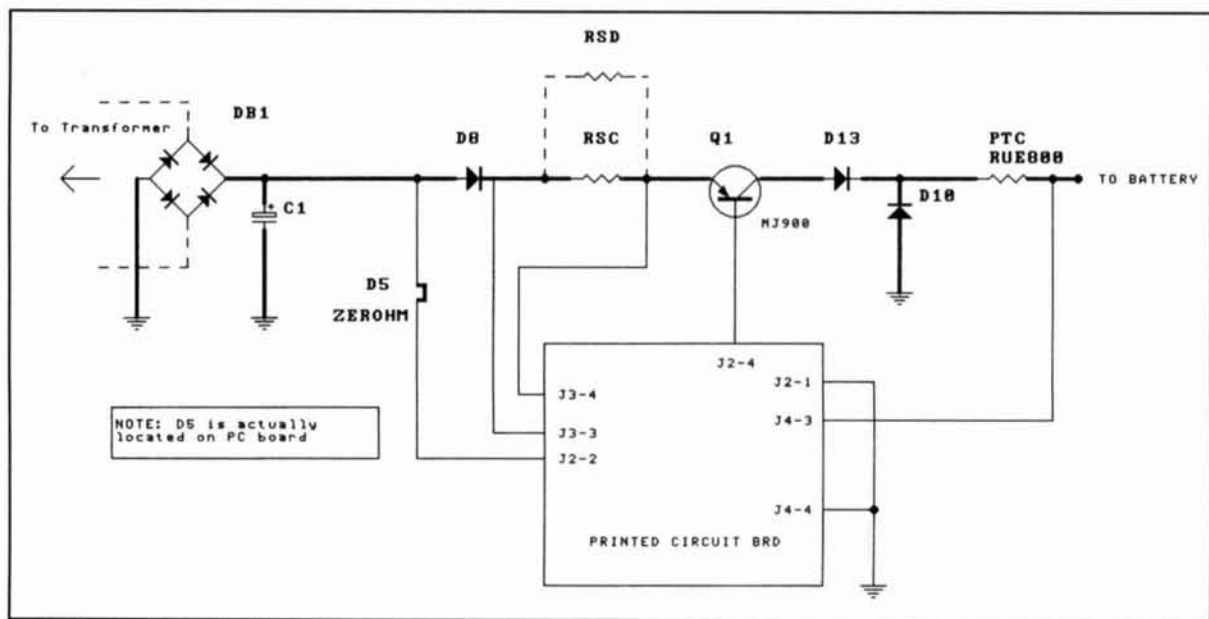 RSD
To Transformer
DB1
D8
RSC
Q1
D13
PTC
RUE800
+
C1
TO BATTERY
D10
MJ900
D5
ZEROHM
J2-4
J2-1
J3-4
J4-3
NOTE: D5 is actually
located on PC board
J3-3
J2-2
J4-4
PRINTED CIRCUIT BRD